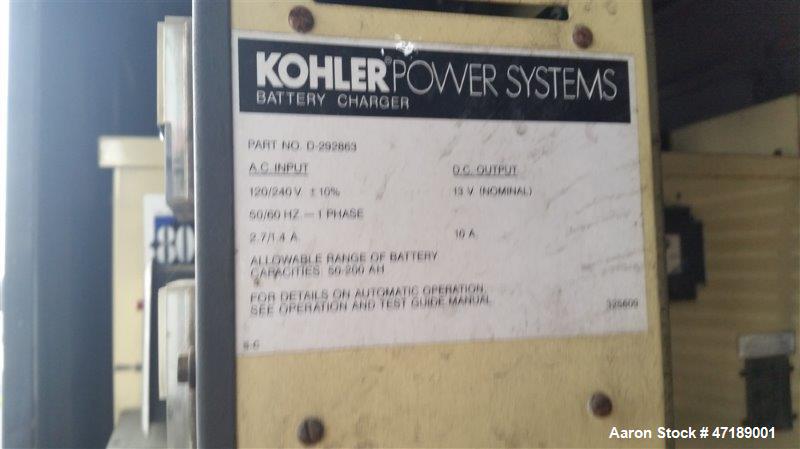 KOHLER® POWER SYSTEMS
BATTERY CHARGER
PART NO. D-292863
A.C. INPUT D.C. OUTPUT
120/240 V ±10% 13 V (NOMINAL)
50/60 HZ — 1 PHASE
2.7/1.4 A. 10 A.
ALLOWABLE RANGE OF BATTERY
CAPACITIES: 50-200 AH
FOR DETAILS ON AUTOMATIC OPERATION,
SEE OPERATION AND TEST GUIDE MANUAL
325609
80
Aaron Stock # 47189001